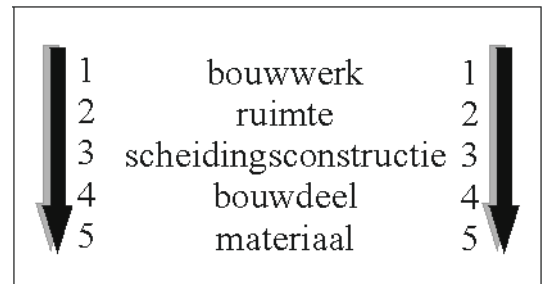 1 bouwwerk 1
2 ruimte 2
3 scheidingsconstructie 3
4 bouwdeel 4
5 materiaal 5